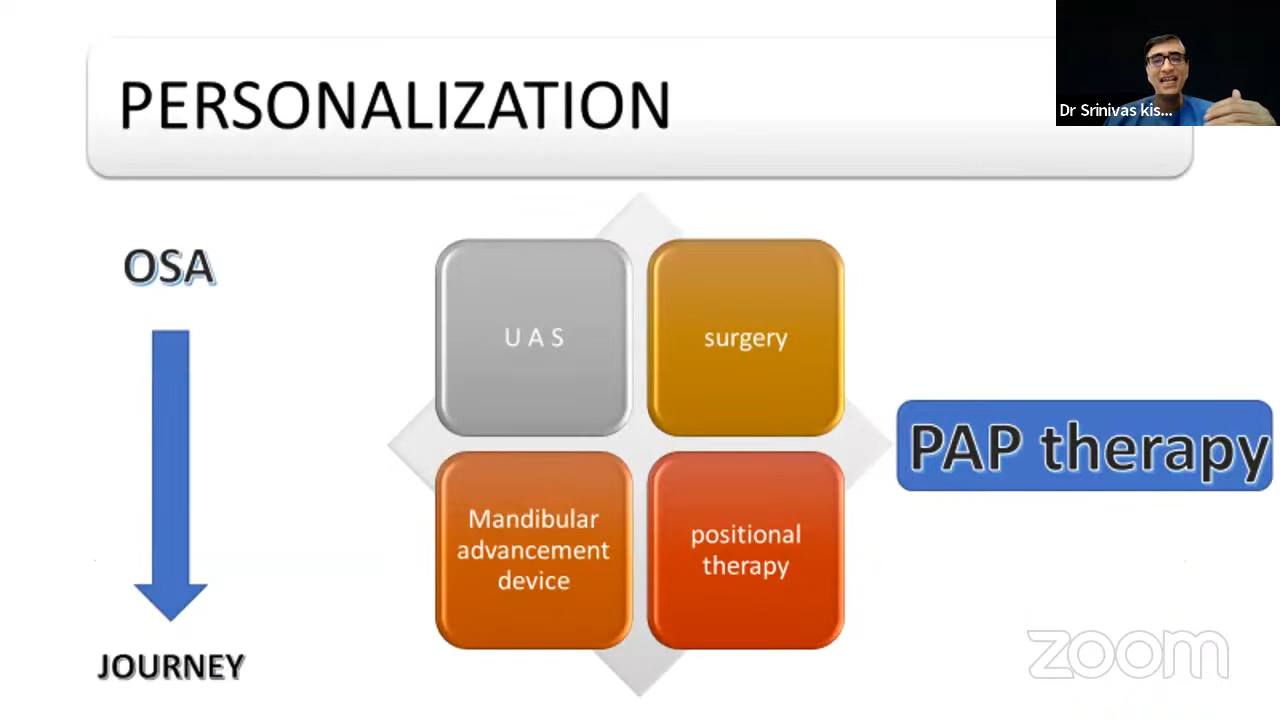 PERSONALIZATION
Dr Srinivas kis...
OSA
U A S
surgery
PAP therapy
Mandibular
advancement
device
positional
therapy
JOURNEY
zoom